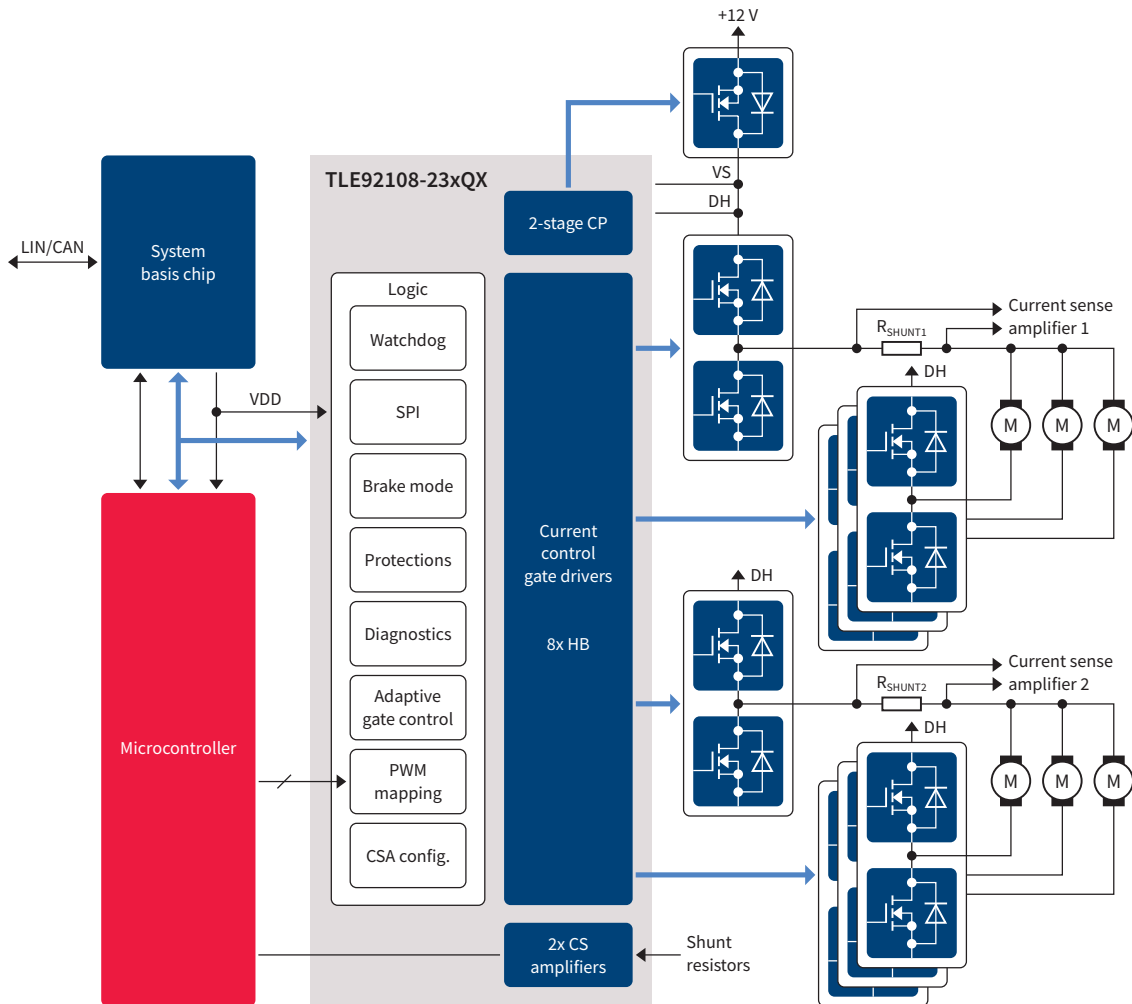 +12 V
TLE92108-23xQX
VS
DH
2-stage CP
LIN/CAN
System
basis chip
Logic
Watchdog
SPI
Brake mode
Protections
Diagnostics
Adaptive
gate control
PWM
mapping
CSA config.
VDD
Microcontroller
Current
control
gate drivers
8x HB
2x CS
amplifiers
Shunt
resistors
Current sense
amplifier 1
RSHUNT1
DH
M
M
M
DH
Current sense
amplifier 2
RSHUNT2
DH
M
M
M